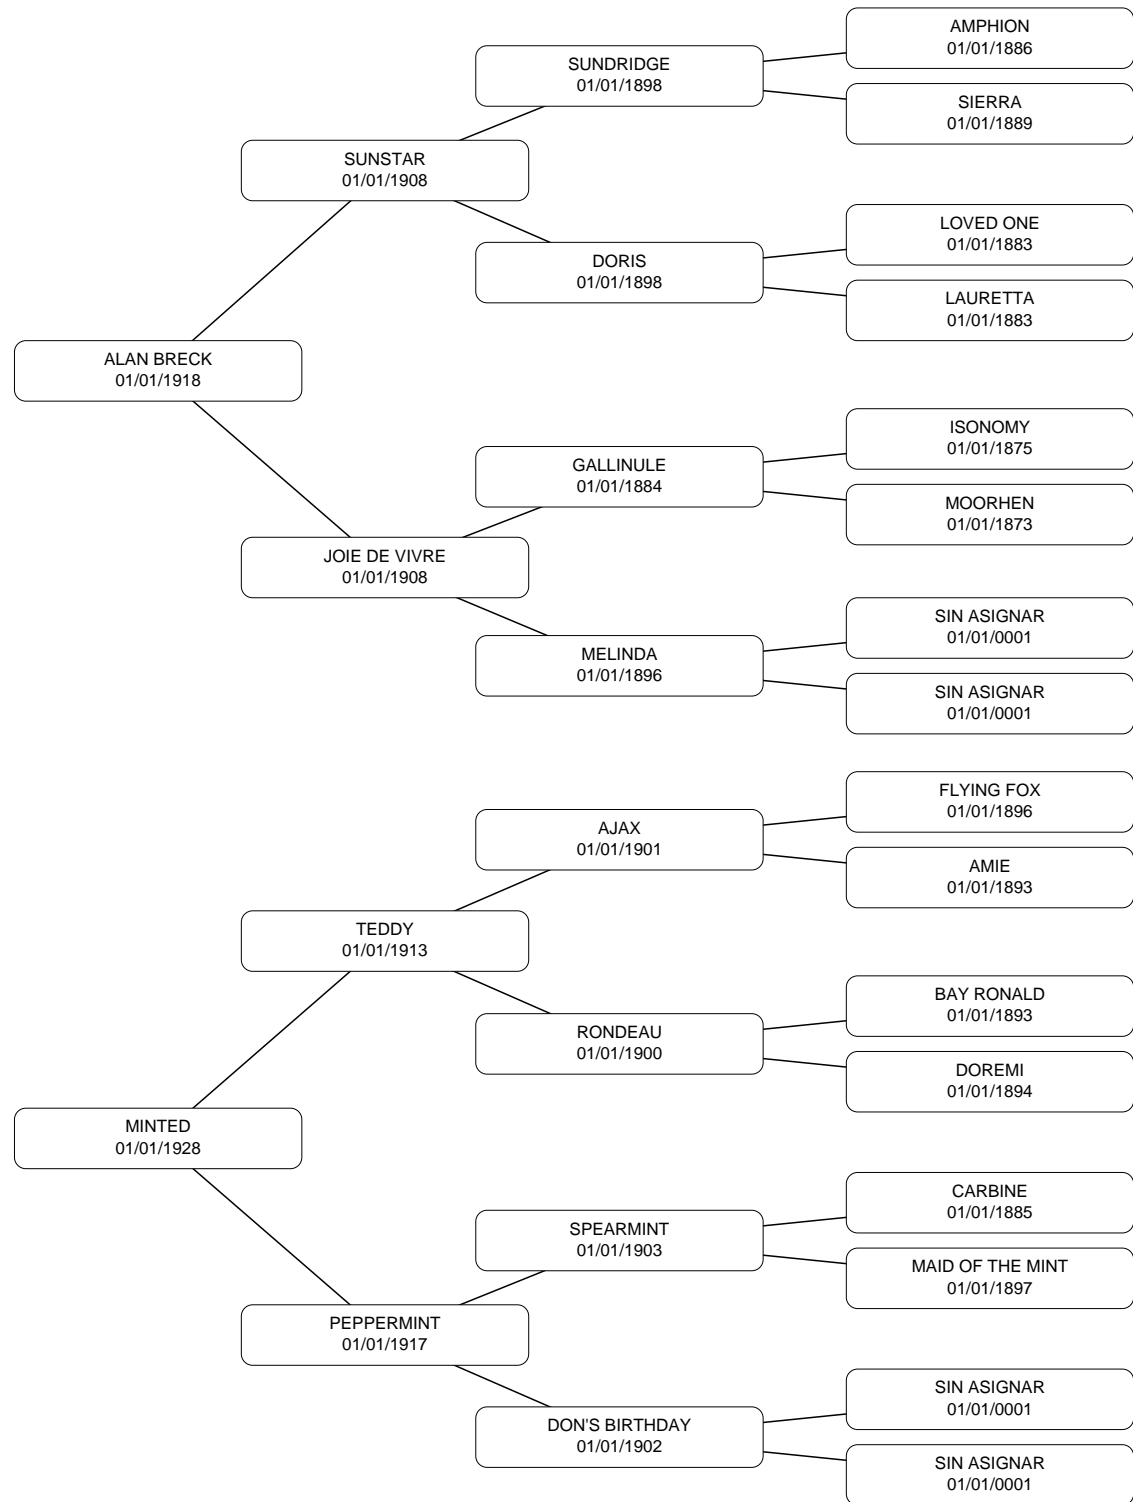 AMPHION
01/01/1886
SUNDRIDGE
01/01/1898
SIERRA
01/01/1889
SUNSTAR
01/01/1908
LOVED ONE
01/01/1883
DORIS
01/01/1898
LAURETTA
01/01/1883
ALAN BRECK
01/01/1918
ISONOMY
01/01/1875
GALLINULE
01/01/1884
MOORHEN
01/01/1873
JOIE DE VIVRE
01/01/1908
SIN ASIGNAR
01/01/0001
MELINDA
01/01/1896
SIN ASIGNAR
01/01/0001
FLYING FOX
01/01/1896
AJAX
01/01/1901
AMIE
01/01/1893
TEDDY
01/01/1913
BAY RONALD
01/01/1893
RONDEAU
01/01/1900
DOREMI
01/01/1894
MINTED
01/01/1928
CARBINE
01/01/1885
SPEARMINT
01/01/1903
MAID OF THE MINT
01/01/1897
PEPPERMINT
01/01/1917
SIN ASIGNAR
01/01/0001
DON'S BIRTHDAY
01/01/1902
SIN ASIGNAR
01/01/0001